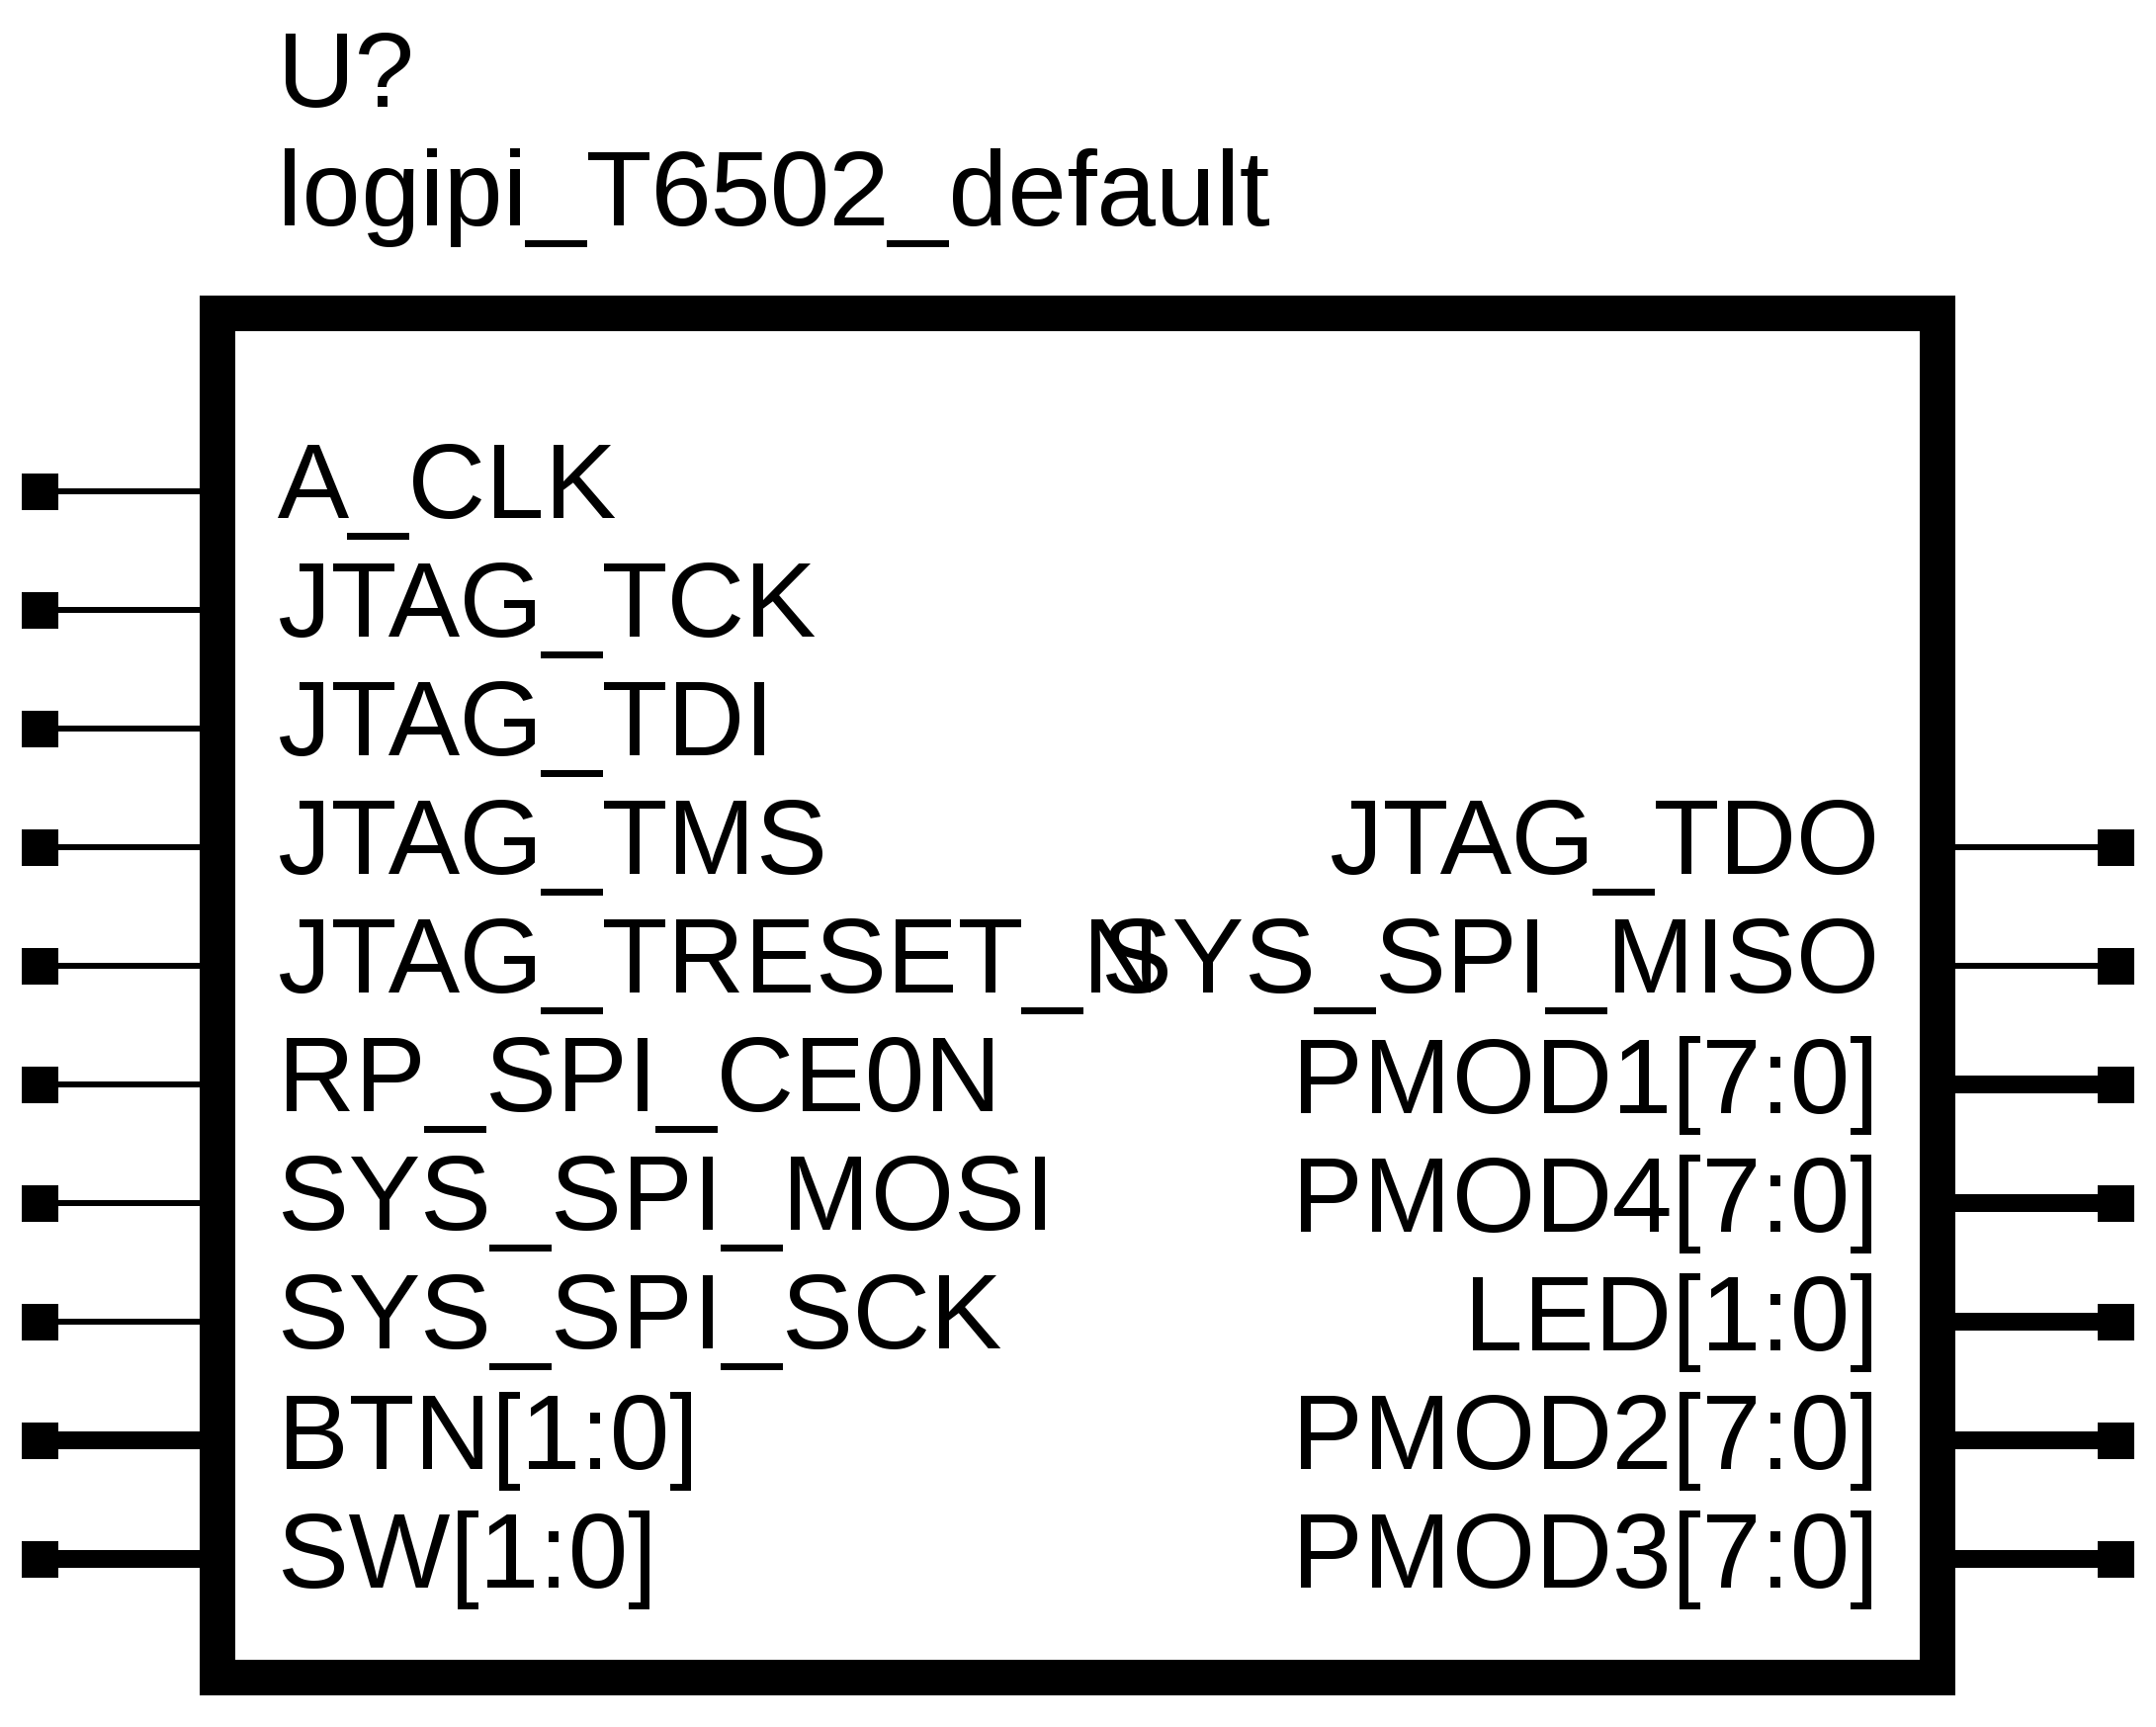 U?
logipi_T6502_default
A_CLK
JTAG_TCK
JTAG_TDI
JTAG_TMS JTAG_TDO
JTAG_TRESET_N SYS_SPI_MISO
RP_SPI_CE0N PMOD1[7:0]
SYS_SPI_MOSI PMOD4[7:0]
SYS_SPI_SCK LED[1:0]
BTN[1:0] PMOD2[7:0]
SW[1:0] PMOD3[7:0]